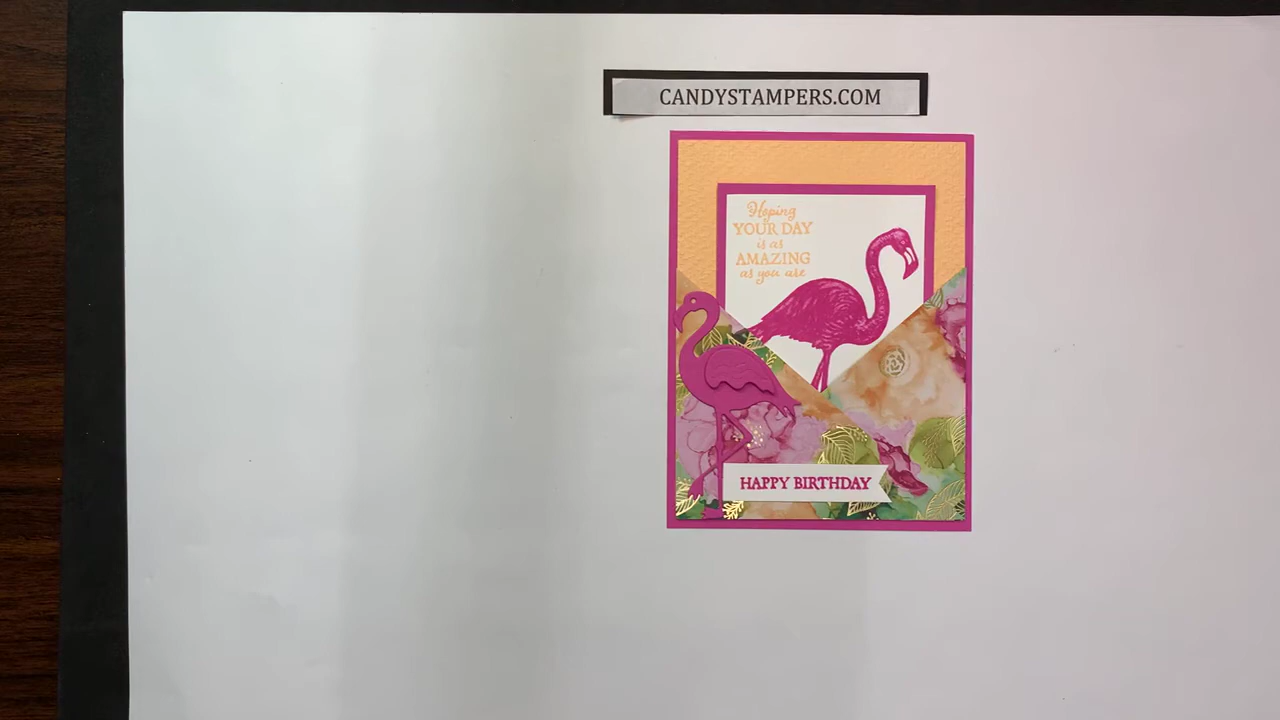 CANDYSTAMPERS.COM
Hoping
YOUR DAY
is as
AMAZING
as you are
HAPPY BIRTHDAY